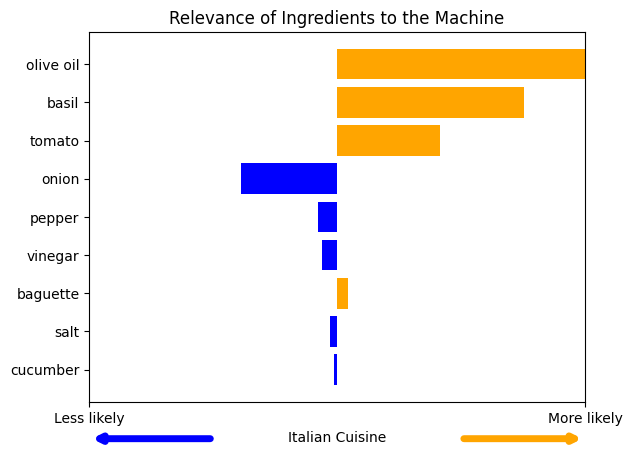 Relevance of Ingredients to the Machine
olive oil
basil
tomato
onion
pepper
vinegar
baguette
salt
cucumber
Less likely More likely
Italian Cuisine